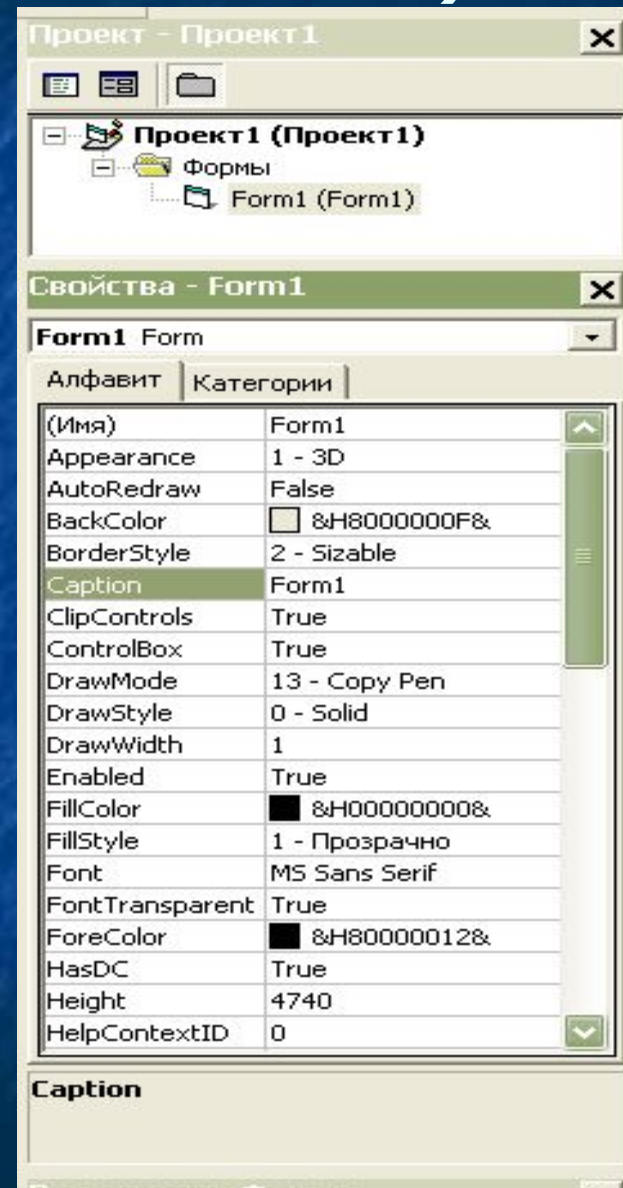 Проект - Проект1
Проект1 (Проект1)
Формы
Form1 (Form1)
Свойства - Form1
Form1 Form
Алфавит Категории
(Имя) Form1
Appearance 1 - 3D
AutoRedraw False
BackColor &H8000000F&
BorderStyle 2 - Sizable
Caption Form1
ClipControls True
ControlBox True
DrawMode 13 - Copy Pen
DrawStyle 0 - Solid
DrawWidth 1
Enabled True
FillColor &H00000000&
FillStyle 1 - Прозрачно
Font MS Sans Serif
FontTransparent True
ForeColor &H80000012&
HasDC True
Height 4740
HelpContextID 0
Caption